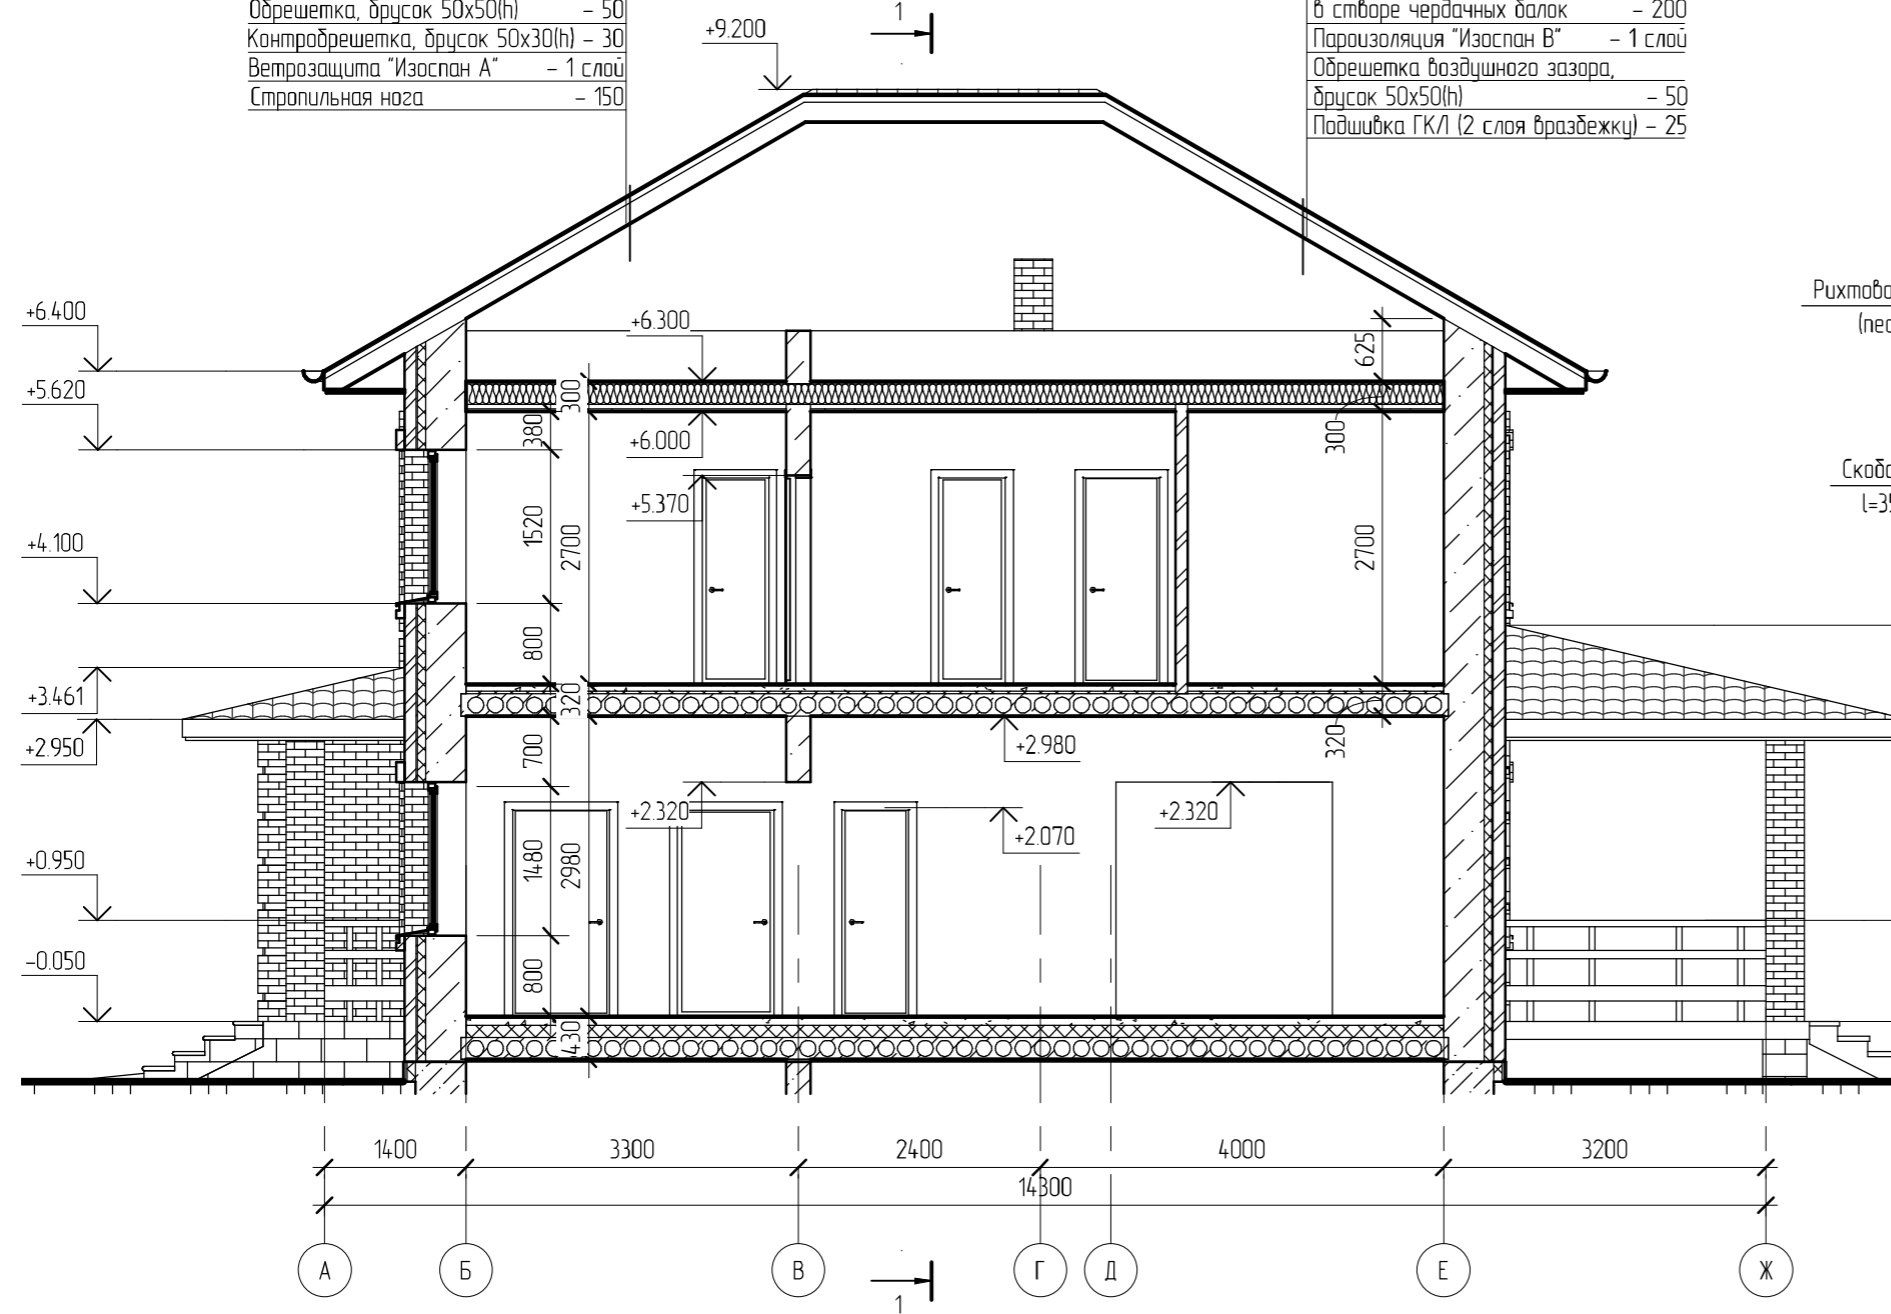 Обрешетка, брусок 50х50(h) - 50
Контробрешетка, брусок 50х30(h) - 30
Ветрозащита "Изоспан А" - 1 слой
Стропильная нога - 150
1
+9.200
в створе чердачных балок - 200
Пароизоляция "Изоспан В" - 1 слой
Обрешетка воздушного зазора,
брусок 50х50(h) - 50
Подшивка ГКЛ (2 слоя вразбежку) - 25
+6.400
+5.620
+4.100
+3.461
+2.950
+0.950
-0.050
+6.300
+6.000
+5.370
300
380
1520
2700
800
320
700
1480
2980
800
430
625
300
2700
320
+2.980
+2.320
+2.070
+2.320
l=35
1400
3300
2400
4000
3200
14300
А
Б
В
Г
Д
Е
Ж
1